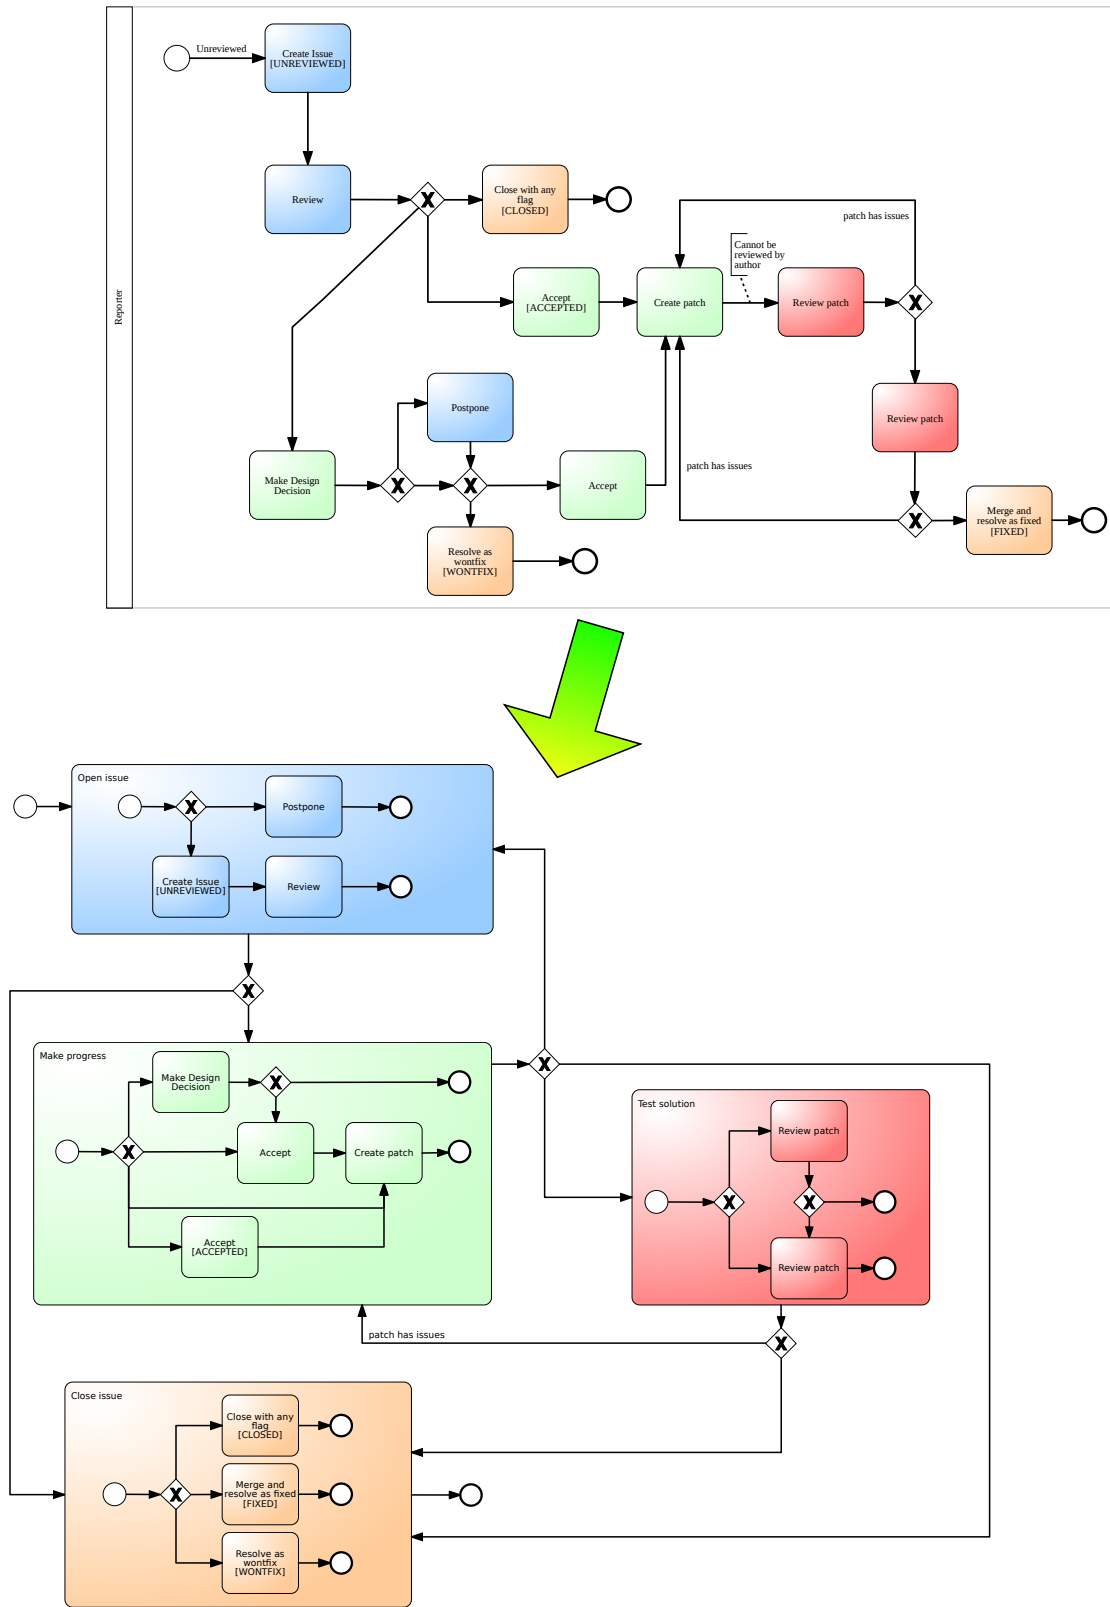 Reporter
Unreviewed
Create Issue
[UNREVIEWED]
Review
Close with any
flag
[CLOSED]
patch has issues
Cannot be
reviewed by
author
Accept
[ACCEPTED]
Create patch
Review patch
Postpone
Review patch
patch has issues
Make Design
Decision
Accept
Merge and
resolve as fixed
[FIXED]
Resolve as
wontfix
[WONTFIX]
Open issue
Postpone
Create Issue
[UNREVIEWED]
Review
Make progress
Make Design
Decision
Accept
Create patch
Accept
[ACCEPTED]
Test solution
Review patch
Review patch
patch has issues
Close issue
Close with any
flag
[CLOSED]
Merge and
resolve as fixed
[FIXED]
Resolve as
wontfix
[WONTFIX]